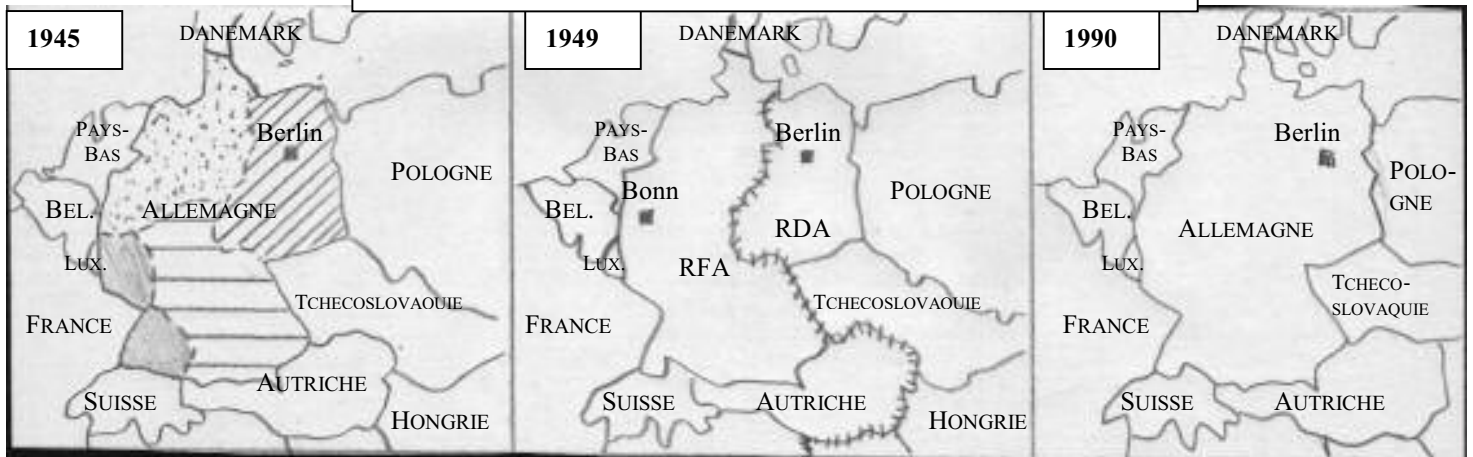 1945
DANEMARK
PAYS-
BAS
Berlin
POLOGNE
BEL.
ALLEMAGNE
LUX.
TCHECOSLOVAQUIE
FRANCE
AUTRICHE
SUISSE
HONGRIE
1949
DANEMARK
PAYS-
BAS
Berlin
POLOGNE
Bonn
BEL.
RDA
LUX.
RFA
TCHECOSLOVAQUIE
FRANCE
AUTRICHE
SUISSE
HONGRIE
1990
DANEMARK
PAYS-
BAS
Berlin
POLO-
GNE
BEL.
ALLEMAGNE
LUX.
TCHECO-
SLOVAQUIE
FRANCE
SUISSE
AUTRICHE